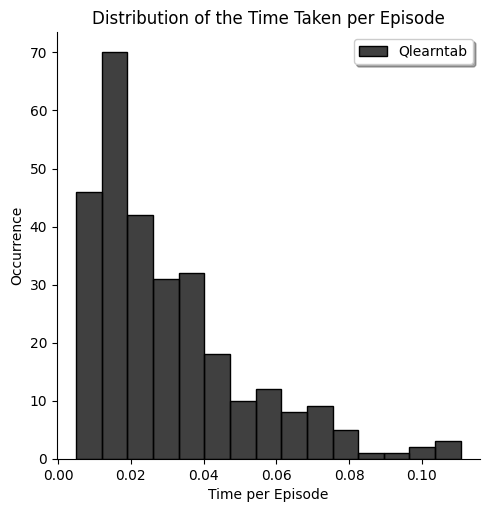 Distribution of the Time Taken per Episode
Qlearntab
70
60
50
40
30
20
10
0
Occurrence
0.00 0.02 0.04 0.06 0.08 0.10
Time per Episode